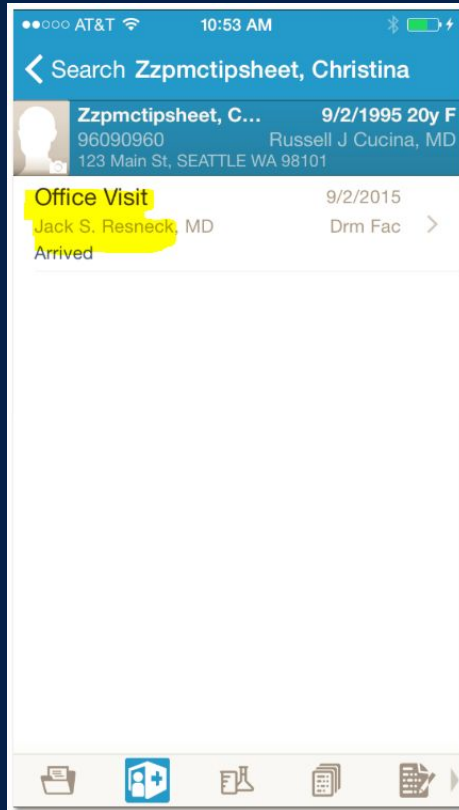 AT&T 10:53 AM
Search Zzpmctipsheet, Christina
Zzpmctipsheet, C... 9/2/1995 20y F
96090960 Russell J Cucina, MD
123 Main St, SEATTLE WA 98101
Office Visit 9/2/2015
Jack S. Resneck, MD Drm Fac
Arrived